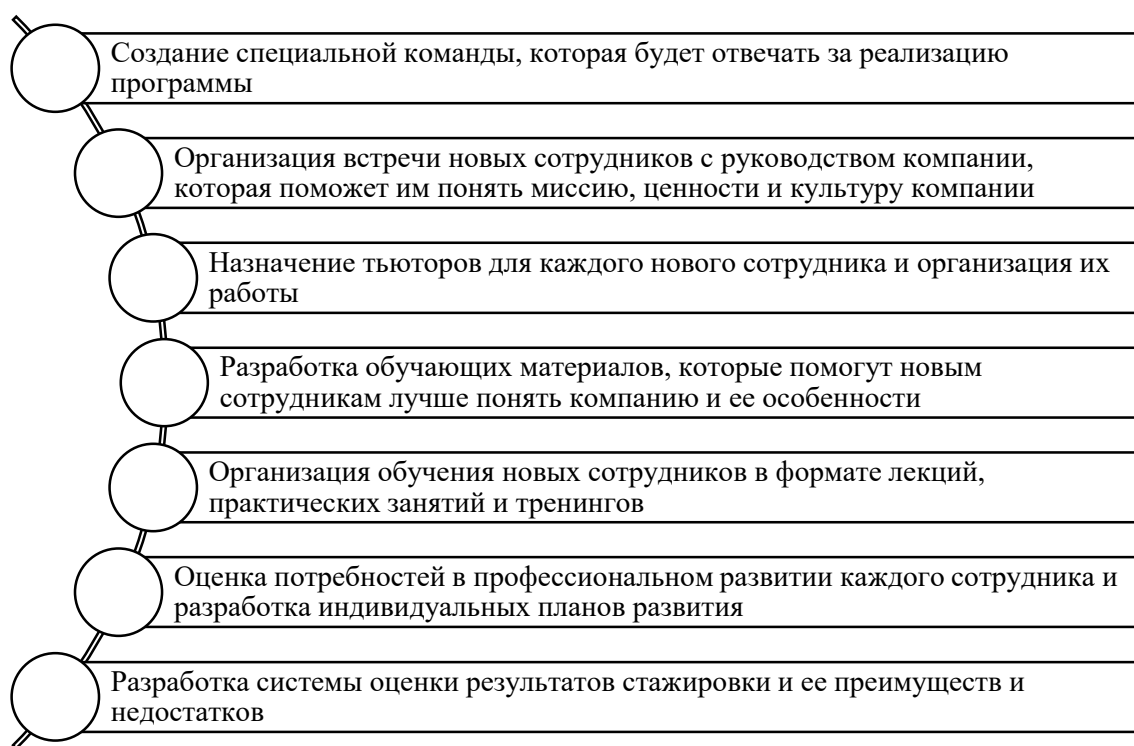 Создание специальной команды, которая будет отвечать за реализацию
программы
Организация встречи новых сотрудников с руководством компании,
которая поможет им понять миссию, ценности и культуру компании
Назначение тьюторов для каждого нового сотрудника и организация их
работы
Разработка обучающих материалов, которые помогут новым
сотрудникам лучше понять компанию и ее особенности
Организация обучения новых сотрудников в формате лекций,
практических занятий и тренингов
Оценка потребностей в профессиональном развитии каждого сотрудника и
разработка индивидуальных планов развития
Разработка системы оценки результатов стажировки и ее преимуществ и
недостатков